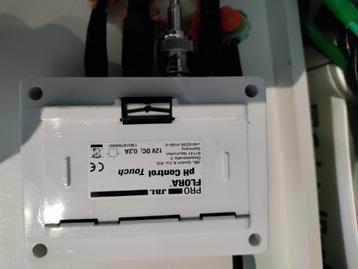 PRO JBL
FLORA
pH Control Touch
12V DC; 0,2A
CE
JBL GmbH & Co. KG
Dieselstraße 3
67141 Neuhofen
Germany